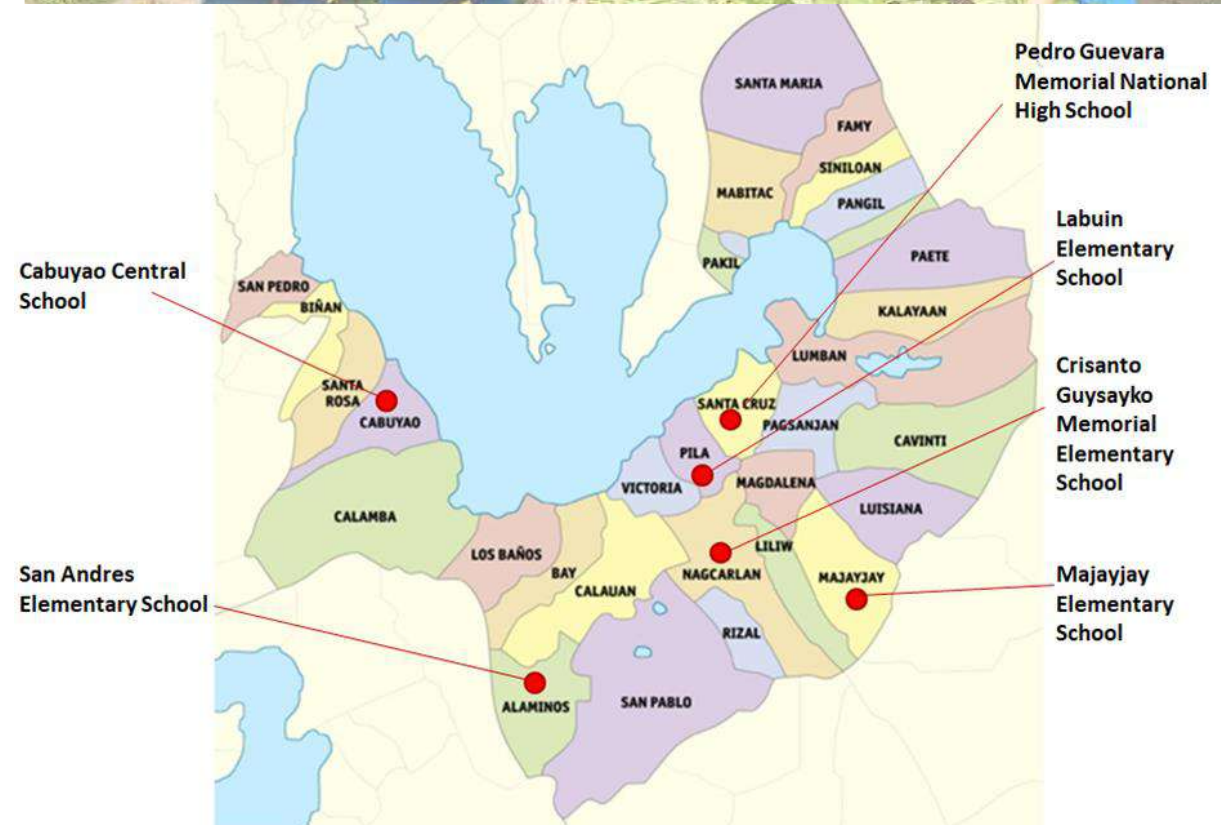 Pedro Guevara
Memorial National
High School
SANTA MARIA
FAMY
SINILOAN
MABITAC
PANGIL
Labuin
Elementary
School
PAKIL
PAETE
Cabuyao Central
School
SAN PEDRO
BIÑAN
KALAYAAN
LUMBAN
Crisanto
Guysayko
Memorial
Elementary
School
SANTA
ROSA
CABUYAO
SANTA CRUZ
PAGSANJAN
CAVINTI
PILA
VICTORIA
MAGDALENA
LUISIANA
CALAMBA
LOS BAÑOS
BAY
CALAUAN
NAGCARLAN
LILIW
MAJAYJAY
San Andres
Elementary School
Majayjay
Elementary
School
RIZAL
ALAMINOS
SAN PABLO